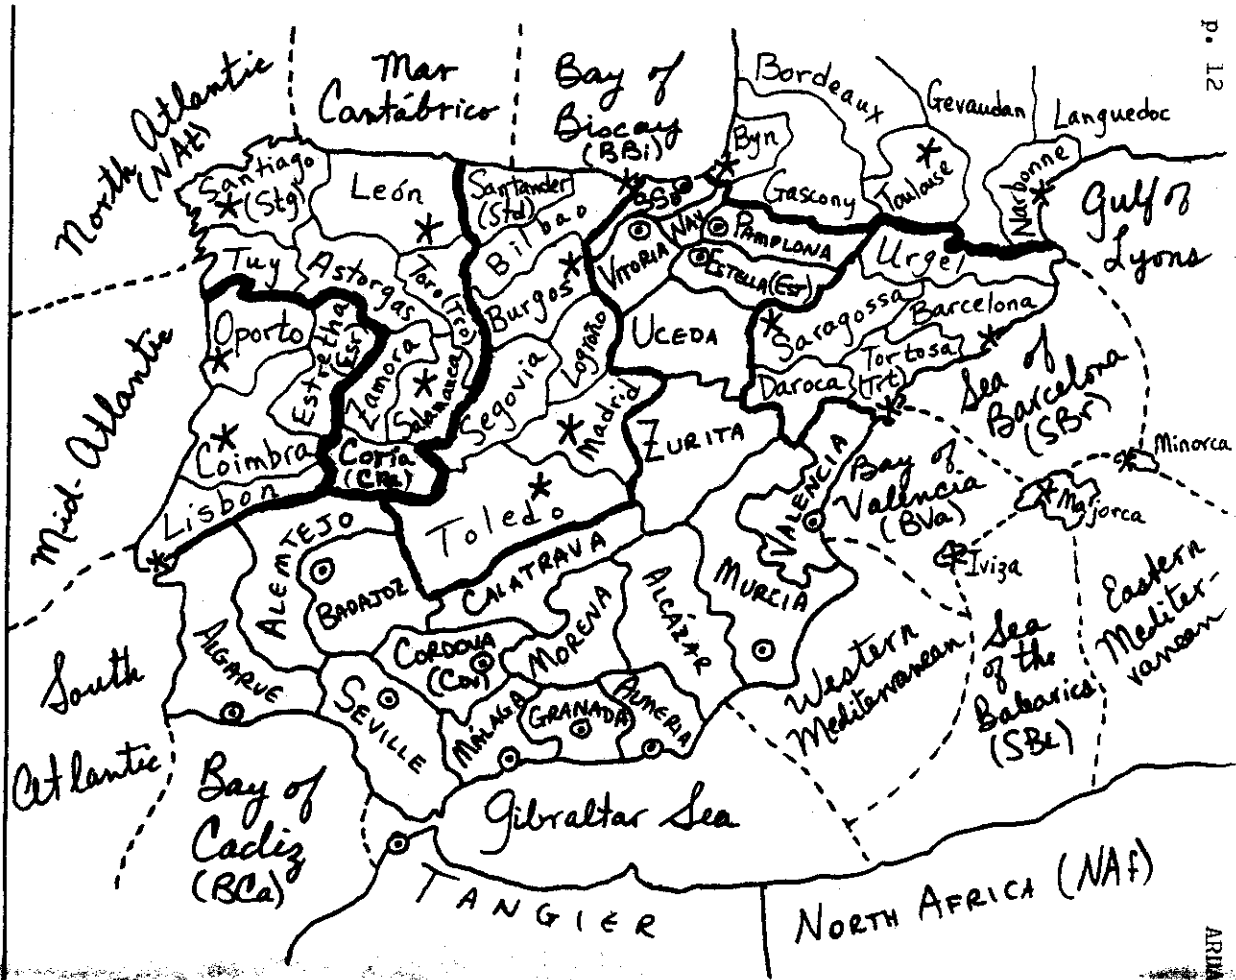 p. 12
North Atlantic
(NAt)
Mar
Cantábrico
Bay of
Biscay
(BBi)
Bordeaux
Gevaudan
Languedoc
Byn
Gascony
Toulouse
Narbonne
Gulf of
Lyons
Santiago
(Stg)
León
Santander
(Std)
Bilbao
VITORIA
NAV
PAMPLONA
ESTELLA (EST)
Urgel
Tuy
Astorgas
Toro (Tro)
Burgos
Logroño
UCEDA
Saragossa
Barcelona
Tortosa
(Trt)
Daroca
Oporto
Estretha
(Esr)
Zamora
Salamanca
Segovia
Madrid
ZURITA
Sea of
Barcelona
(SBr)
Minorca
Majorca
Iviza
Mid-Atlantic
Coimbra
Coria
(CRa)
Lisbon
Toledo
VALENCIA
Bay of
Valencia
(BVa)
ALEMTEJO
BADAJOZ
CALATRAVA
ALCÁZAR
MURCIA
ALGARVE
CORDOVA
(Cov)
MORENA
SEVILLE
MÁLAGA
GRANADA
ALMERIA
Western
Mediterranean
Sea
of the
Balearics
(SBl)
Eastern
Mediter-
ranean
South
Atlantic
Bay of
Cadiz
(BCa)
Gibraltar Sea
TANGIER
NORTH AFRICA (NAf)